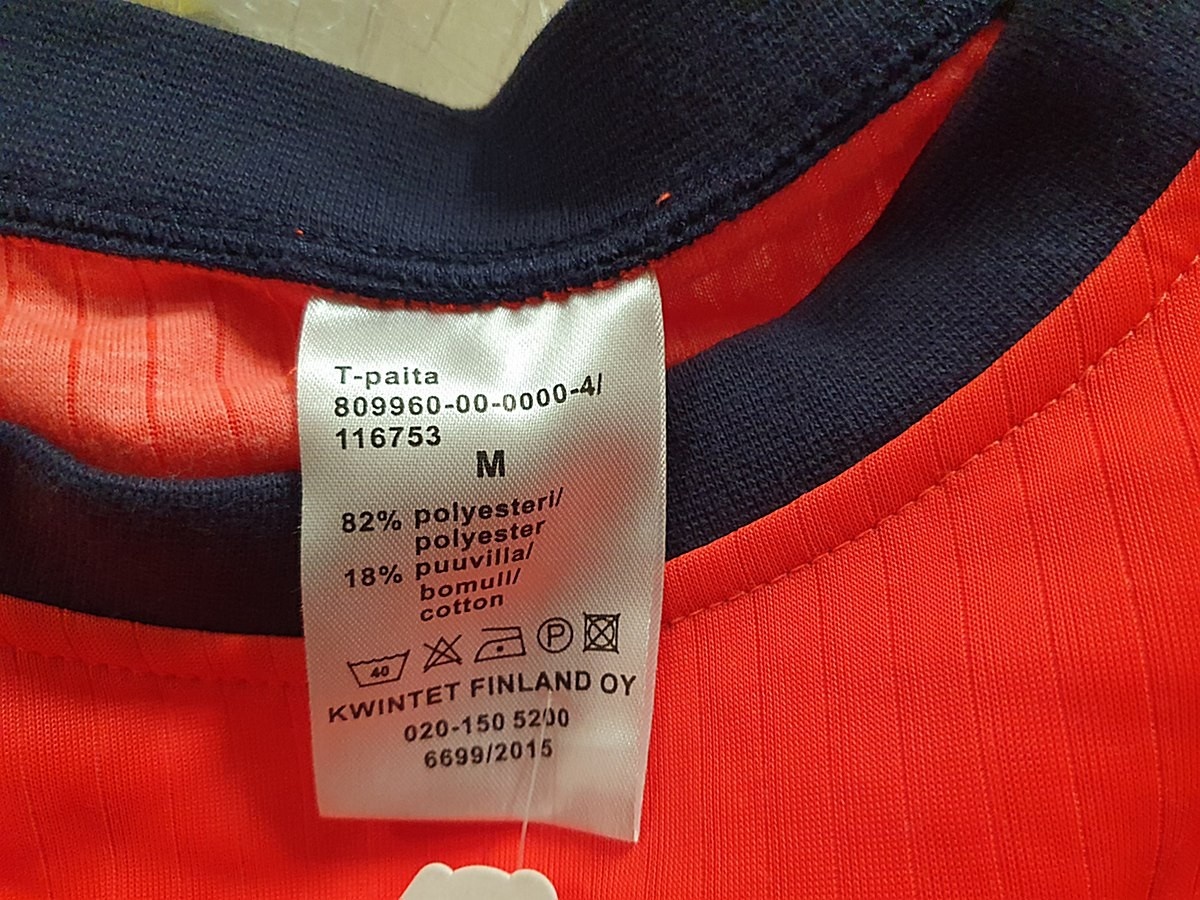 T-paita
809960-00-0000-4/
116753
M
82% polyesteri/
polyester
18% puuvilla/
bomull/
cotton
40 P
KWINTET FINLAND OY
020-150 5200
6699/2015